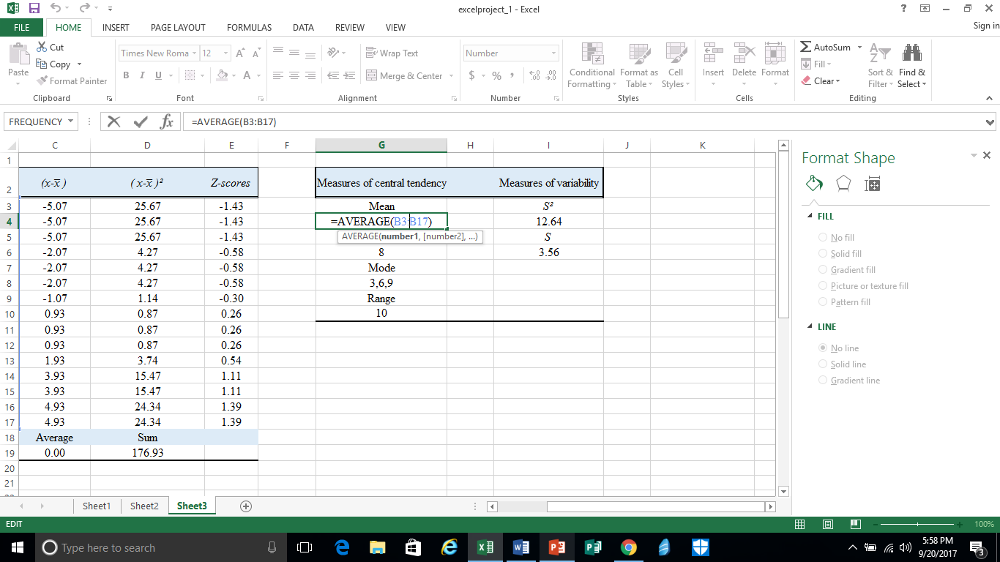 excelproject_1 - Excel
FILE HOME INSERT PAGE LAYOUT FORMULAS DATA REVIEW VIEW Sign in
Paste
Cut
Copy
Format Painter
Clipboard
Times New Roma 12
B I U
Font
Wrap Text
Merge & Center
Alignment
Number
$ % ,
Number
Conditional Formatting
Format as Table
Cell Styles
Styles
Insert Delete Format
Cells
AutoSum
Fill
Clear
Sort & Filter
Find & Select
Editing
FREQUENCY =AVERAGE(B3:B17)
C D E F G H I J K
1
2 (x-x̅ ) ( x-x̅ )² Z-scores Measures of central tendency Measures of variability
3 -5.07 25.67 -1.43 Mean S²
4 -5.07 25.67 -1.43 =AVERAGE(B3:B17) 12.64
5 -5.07 25.67 -1.43 AVERAGE(number1, [number2], ...) S
6 -2.07 4.27 -0.58 8 3.56
7 -2.07 4.27 -0.58 Mode
8 -2.07 4.27 -0.58 3,6,9
9 -1.07 1.14 -0.30 Range
10 0.93 0.87 0.26 10
11 0.93 0.87 0.26
12 0.93 0.87 0.26
13 1.93 3.74 0.54
14 3.93 15.47 1.11
15 3.93 15.47 1.11
16 4.93 24.34 1.39
17 4.93 24.34 1.39
18 Average Sum
19 0.00 176.93
20
21
Format Shape
FILL
No fill
Solid fill
Gradient fill
Picture or texture fill
Pattern fill
LINE
No line
Solid line
Gradient line
Sheet1 Sheet2 Sheet3
EDIT 100%
Type here to search
5:58 PM
9/20/2017
3